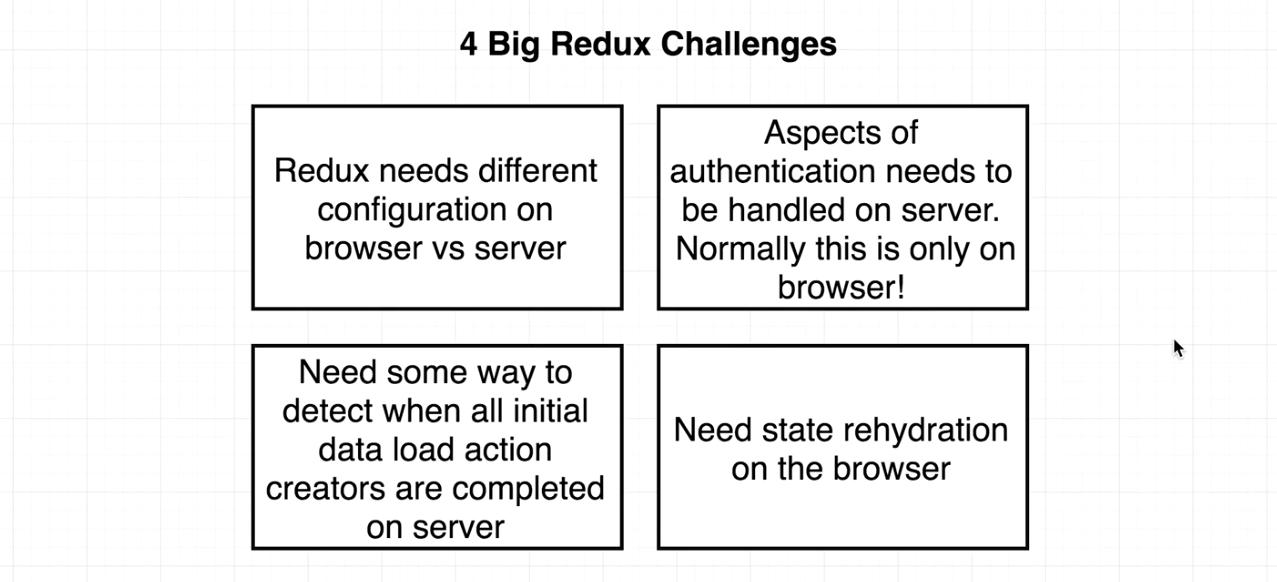 4 Big Redux Challenges
Redux needs different
configuration on
browser vs server
Aspects of
authentication needs to
be handled on server.
Normally this is only on
browser!
Need some way to
detect when all initial
data load action
creators are completed
on server
Need state rehydration
on the browser